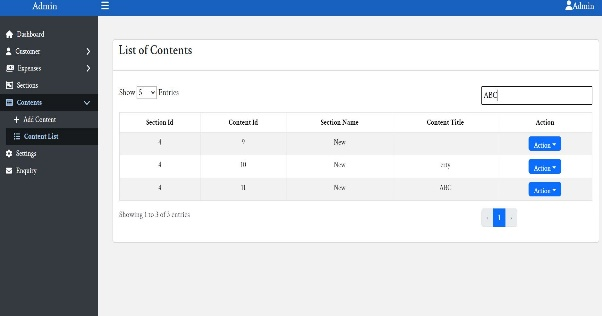 Admin
Admin
Dashboard
Customer
Expenses
Sections
Contents
Add Content
Content List
Settings
Enquiry
List of Contents
Show 5 Entries
ABC
Section Id Content Id Section Name Content Title Action
4 9 New Action
4 10 New Action
4 11 New ABC Action
Showing 1 to 3 of 3 entries
‹ 1 ›